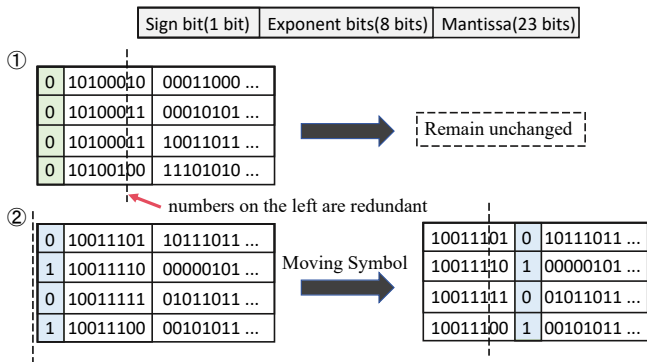 Sign bit(1 bit) Exponent bits(8 bits) Mantissa(23 bits)
①
0 10100010 00011000 ...
0 10100011 00010101 ...
0 10100011 10011011 ...
0 10100100 11101010 ...
Remain unchanged
numbers on the left are redundant
②
0 10011101 10111011 ...
1 10011110 00000101 ...
0 10011111 01011011 ...
1 10011100 00101011 ...
Moving Symbol
10011101 0 10111011 ...
10011110 1 00000101 ...
10011111 0 01011011 ...
10011100 1 00101011 ...